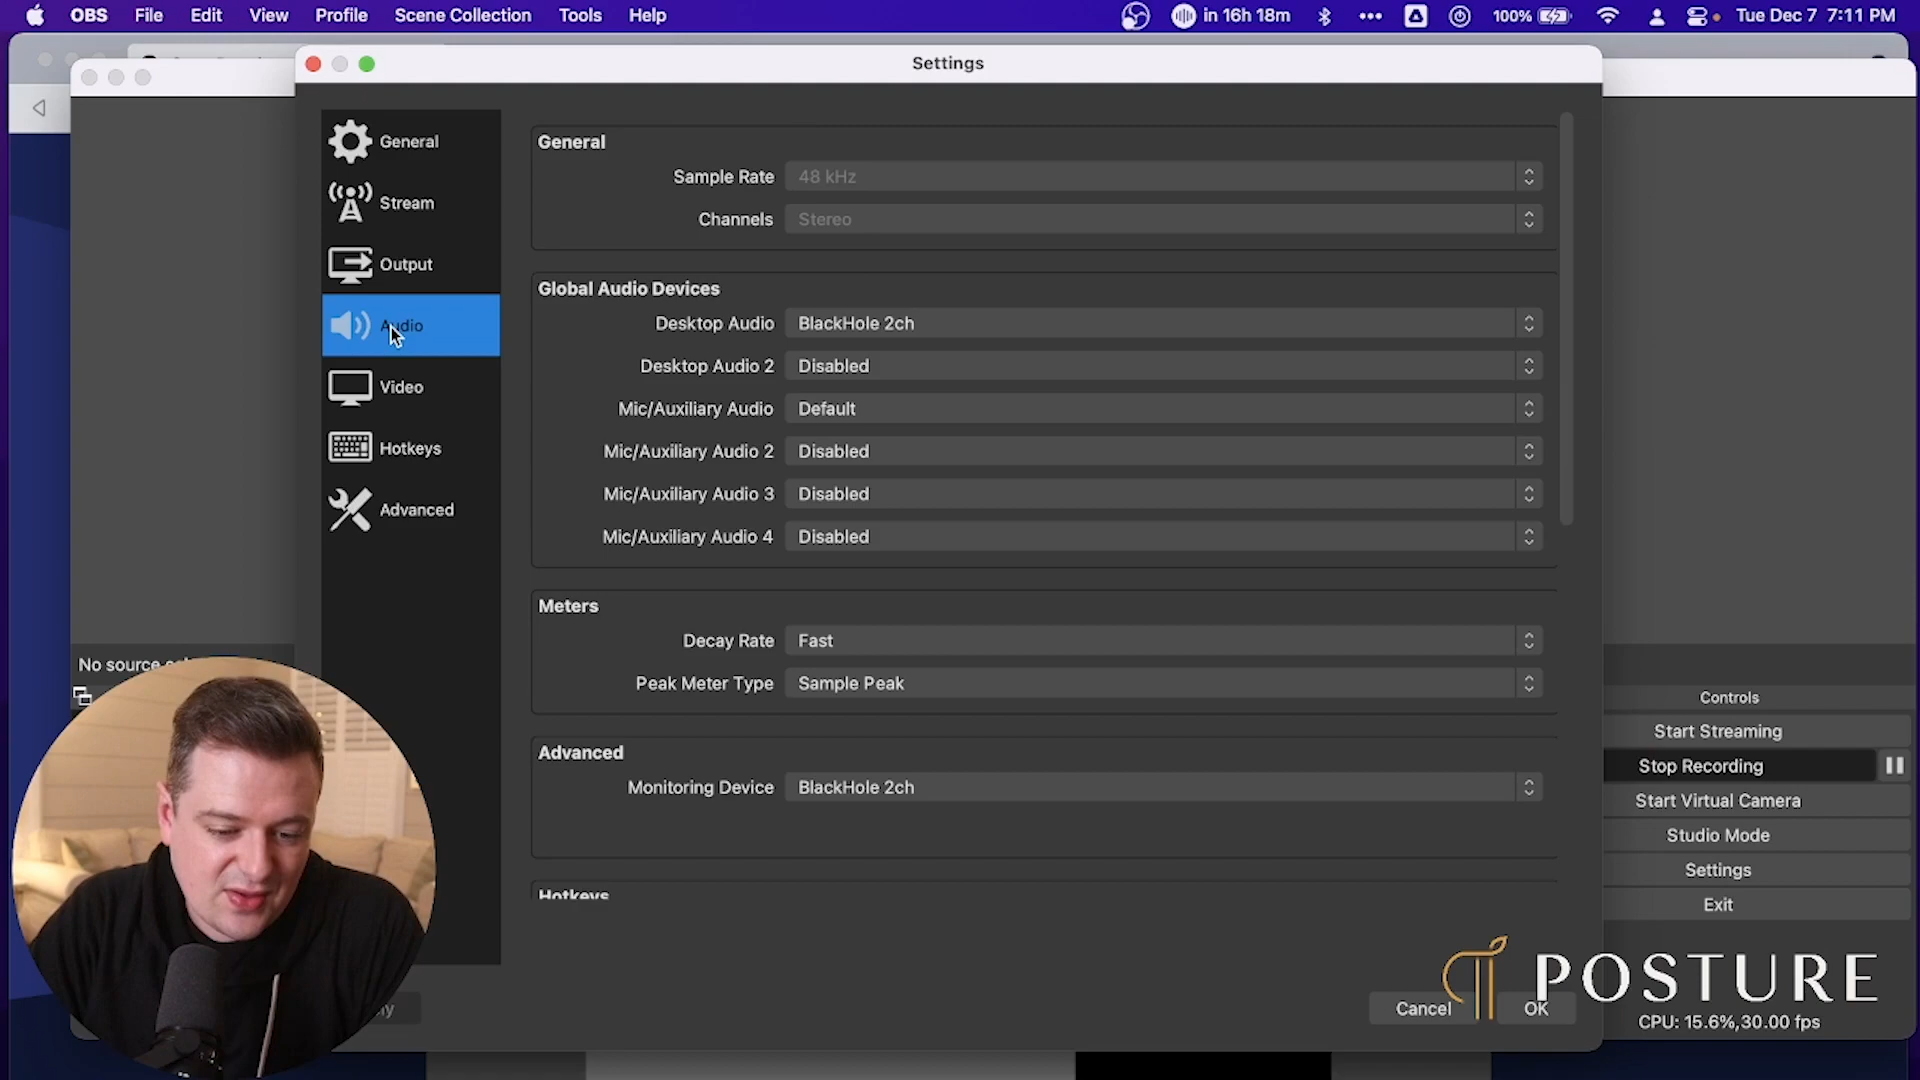 OBS File Edit View Profile Scene Collection Tools Help in 16h 18m 100% Tue Dec 7 7:11 PM
Settings
General
Stream
Output
Audio
Video
Hotkeys
Advanced
General
Sample Rate 48 kHz
Channels Stereo
Global Audio Devices
Desktop Audio BlackHole 2ch
Desktop Audio 2 Disabled
Mic/Auxiliary Audio Default
Mic/Auxiliary Audio 2 Disabled
Mic/Auxiliary Audio 3 Disabled
Mic/Auxiliary Audio 4 Disabled
Meters
Decay Rate Fast
Peak Meter Type Sample Peak
Advanced
Monitoring Device BlackHole 2ch
Hotkeys
Cancel OK
No source
Controls
Start Streaming
Stop Recording
Start Virtual Camera
Studio Mode
Settings
Exit
POSTURE
CPU: 15.6%,30.00 fps